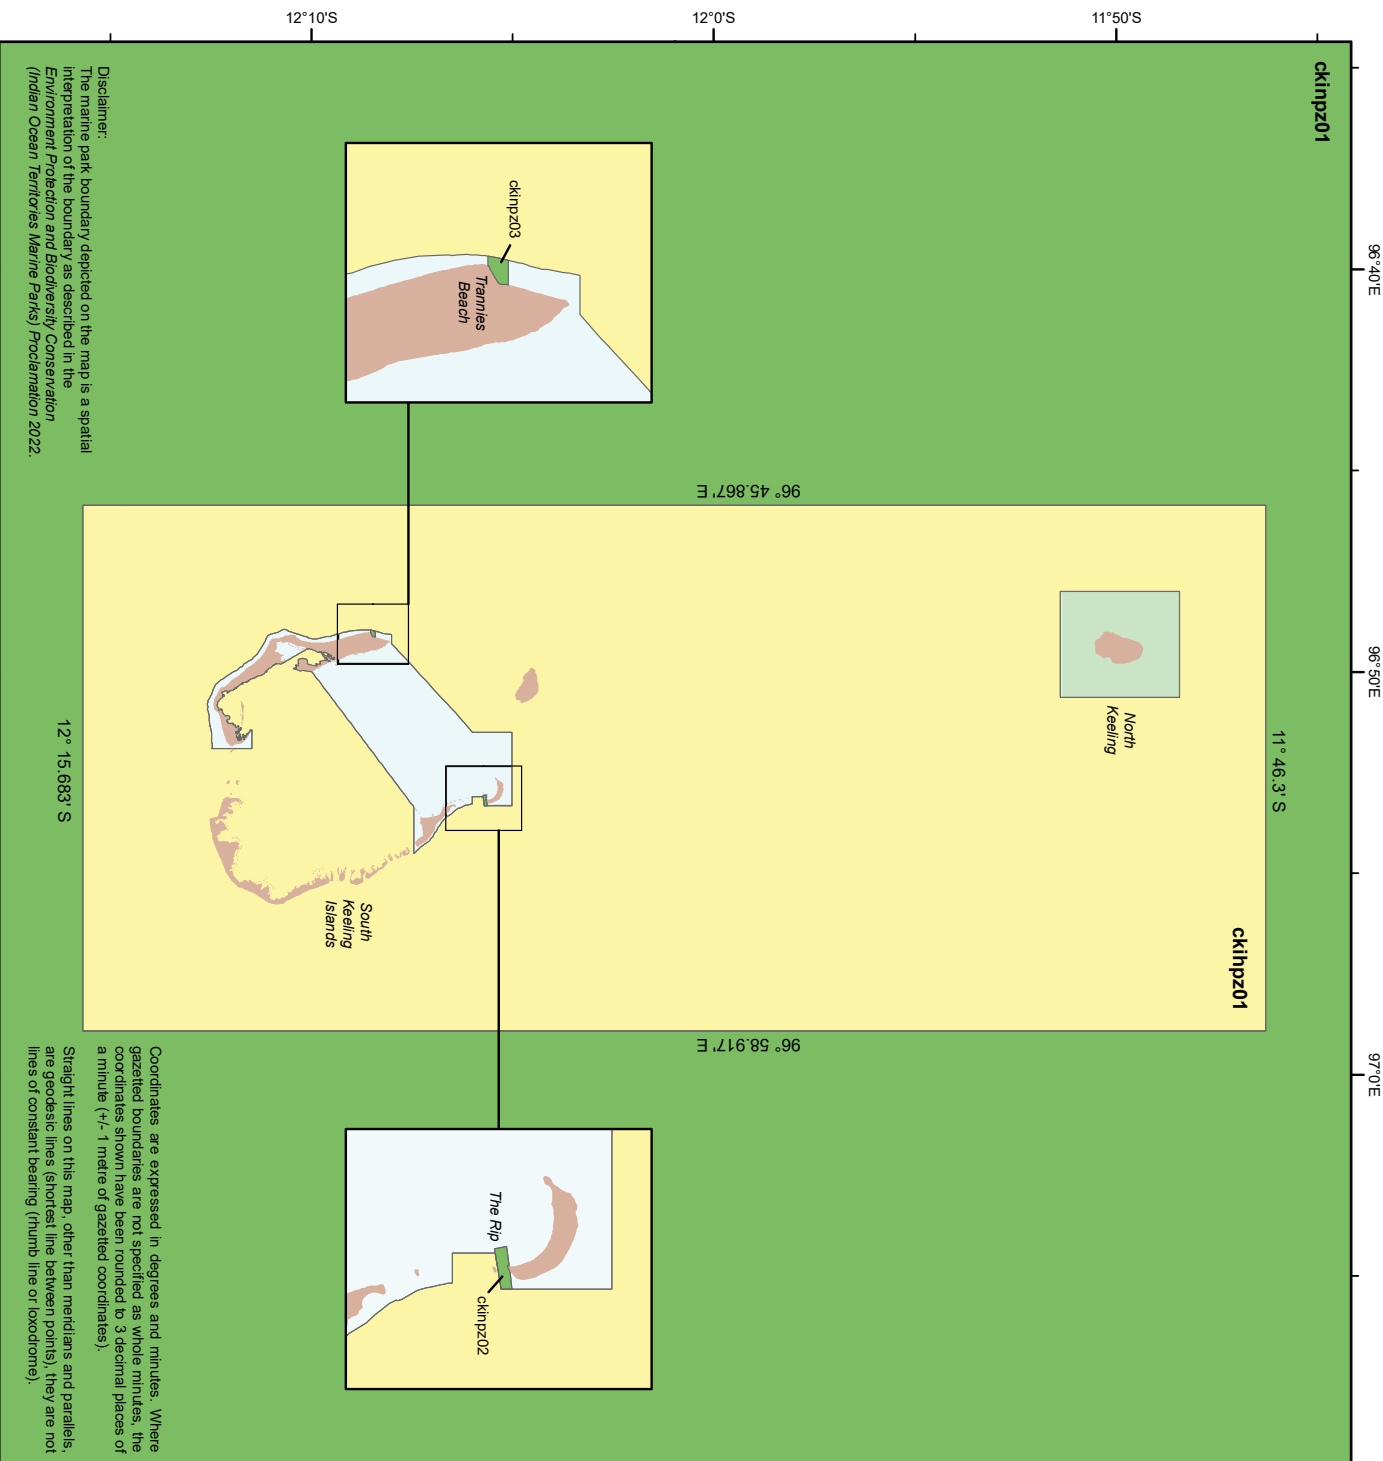 ckinpz01
96°40'E
96°50'E
97°0'E
11°50'S
12°0'S
12°10'S
11° 46.3' S
ckihpz01
North
Keeling
96° 45.867' E
96° 58.917' E
ckinpz03
Trannies
Beach
The Rip
ckinpz02
South
Keeling
Islands
12° 15.683' S
Disclaimer:
The marine park boundary depicted on the map is a spatial
interpretation of the boundary as described in the
Environment Protection and Biodiversity Conservation
(Indian Ocean Territories Marine Parks) Proclamation 2022.
Coordinates are expressed in degrees and minutes. Where
gazetted boundaries are not specified as whole minutes, the
coordinates shown have been rounded to 3 decimal places of
a minute (+/- 1 metre of gazetted coordinates).
Straight lines on this map, other than meridians and parallels,
are geodesic lines (shortest line between points), they are not
lines of constant bearing (rhumb line or loxodrome).